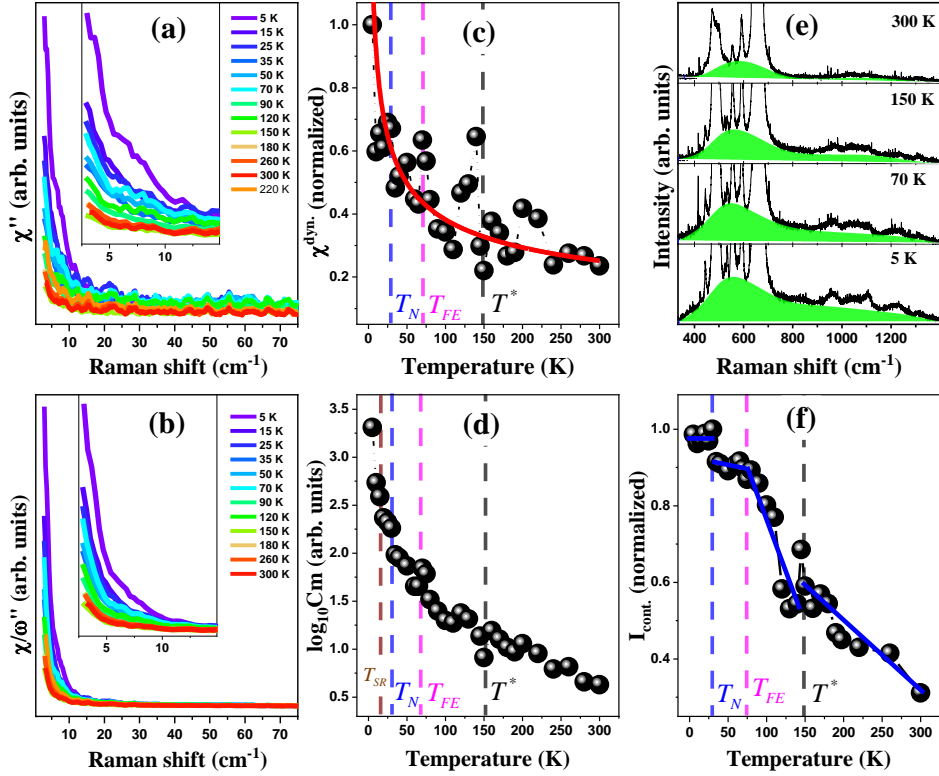 (a)
χ'' (arb. units)
5 K
15 K
25 K
35 K
50 K
70 K
90 K
120 K
150 K
180 K
260 K
300 K
220 K
5 10
10 20 30 40 50 60 70
Raman shift (cm-1)
(c)
χdyn. (normalized)
1.0
0.8
0.6
0.4
0.2
TN TFE T*
0 50 100 150 200 250 300
Temperature (K)
(e)
Intensity (arb. units)
300 K
150 K
70 K
5 K
400 600 800 1000 1200
Raman shift (cm-1)
(b)
χ/ω'' (arb. units)
5 K
15 K
25 K
35 K
50 K
70 K
90 K
120 K
150 K
180 K
260 K
300 K
5 10
10 20 30 40 50 60 70
Raman shift (cm-1)
(d)
log10Cm (arb. units)
3.5
3.0
2.5
2.0
1.5
1.0
0.5
TSR TN TFE T*
0 50 100 150 200 250 300
Temperature (K)
(f)
Icont. (normalized)
1.0
0.8
0.6
0.4
TN TFE T*
0 50 100 150 200 250 300
Temperature (K)